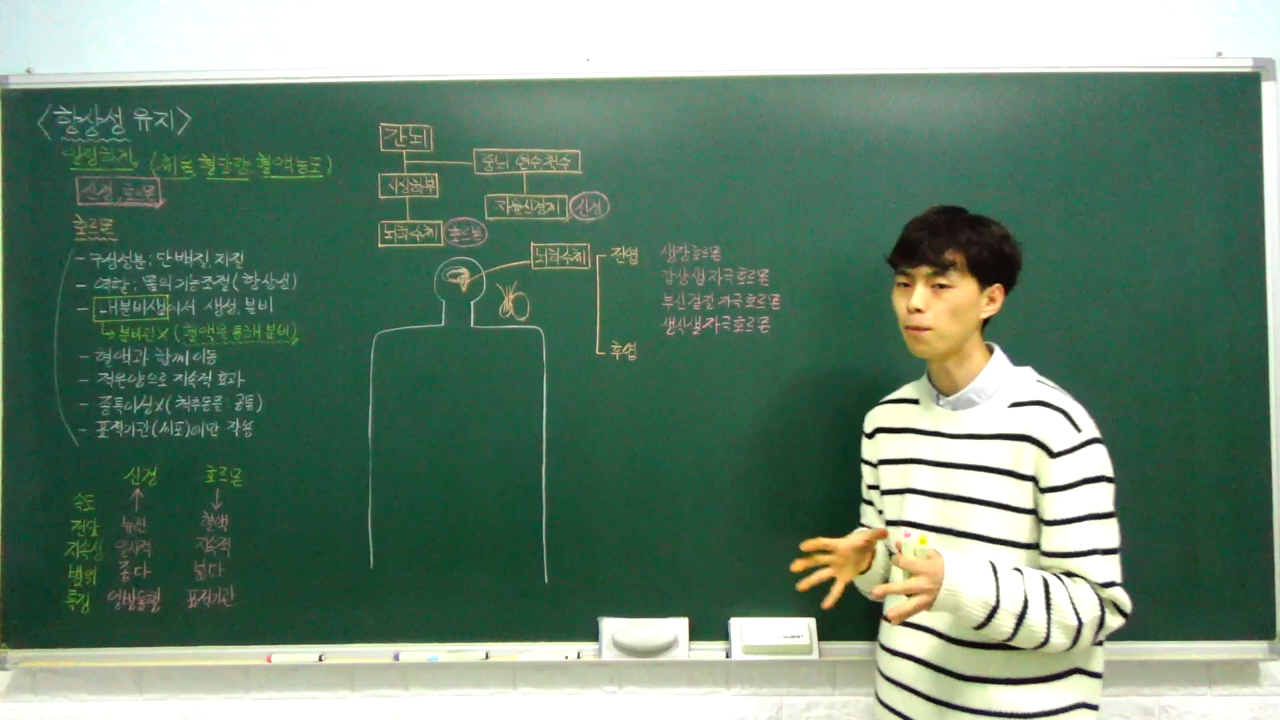 <항상성 유지>
일정하게, (체온, 혈당량, 혈액농도)
신경, 호르몬
호르몬
- 구성성분: 단백질, 지질
- 역할: 몸의 기능조절(항상성)
- 내분비샘에서 생성, 분비
↳ 분비관X (혈액을 통해 분비)
- 혈액과 함께 이동
- 적은양으로 지속적 효과
- 종특이성X(척추동물: 공통)
- 표적기관(세포)에만 작용
신경 호르몬
속도 ↑ ↓
전달 뉴런 혈액
지속성 일시적 지속적
범위 좁다 넓다
특징 표적기관
간뇌
중뇌 연수 척수
시상하부
자율신경계 신경
뇌하수체 호르몬
뇌하수체
전엽 생장호르몬
갑상샘 자극 호르몬
부신겉질 자극 호르몬
생식샘 자극 호르몬
후엽